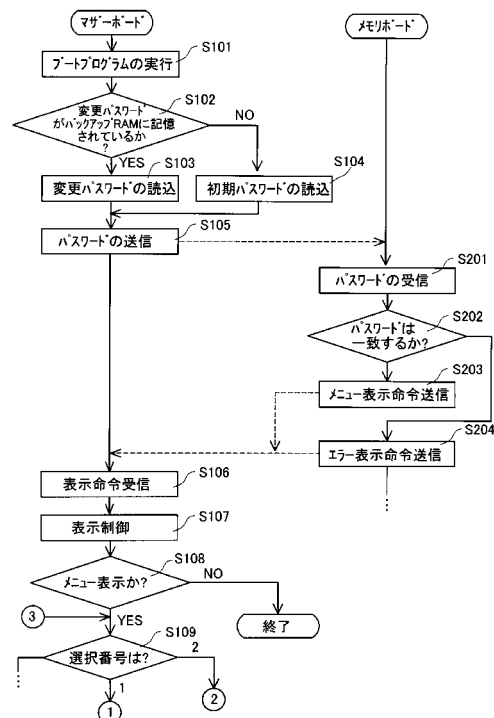 マザーボード
メモリボード
S101
ブートプログラムの実行
S102
変更パスワード
がバックアップRAMに記憶
されているか
?
NO
YES
S103
S104
変更パスワードの読込
初期パスワードの読込
S105
パスワードの送信
S201
パスワードの受信
S202
パスワードは
一致するか?
S203
メニュー表示命令送信
S204
エラー表示命令送信
S106
表示命令受信
S107
表示制御
S108
メニュー表示か?
NO
3
YES
終了
S109
選択番号は?
2
1
2
1